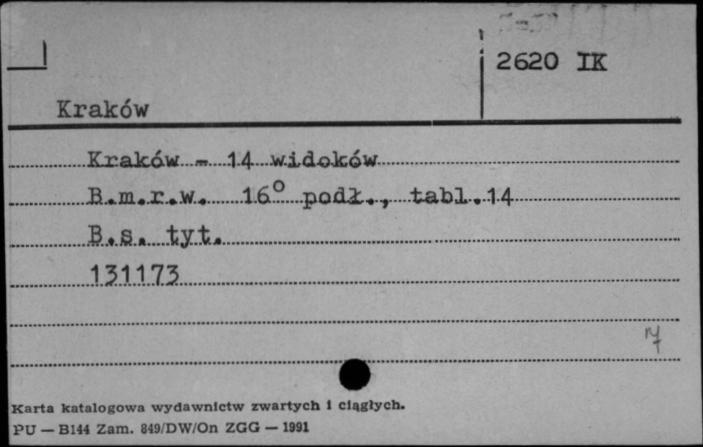 2620 IK
Kraków
Kraków - 14 widoków
B.m.r.w. 16° podł., tabl.14
B.s. tyt.
131173
Karta katalogowa wydawnictw zwartych i ciągłych.
PU — B144 Zam. 849/DW/On ZGG — 1991